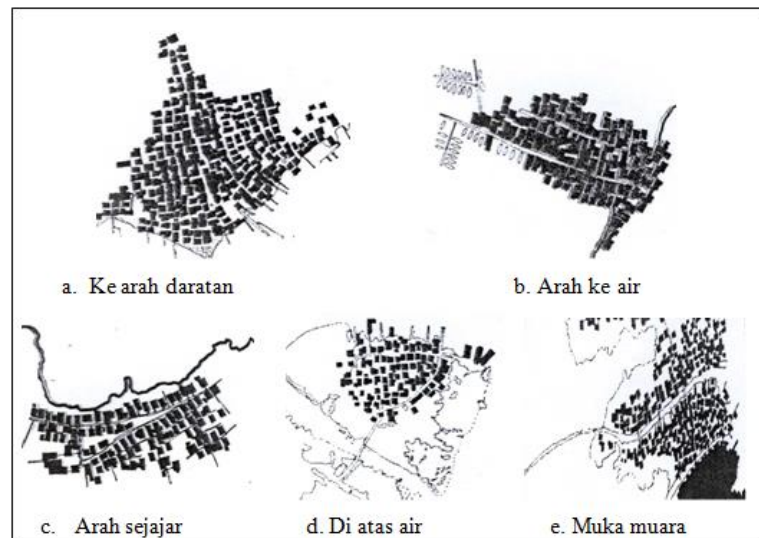 a. Ke arah daratan
b. Arah ke air
c. Arah sejajar
d. Di atas air
e. Muka muara